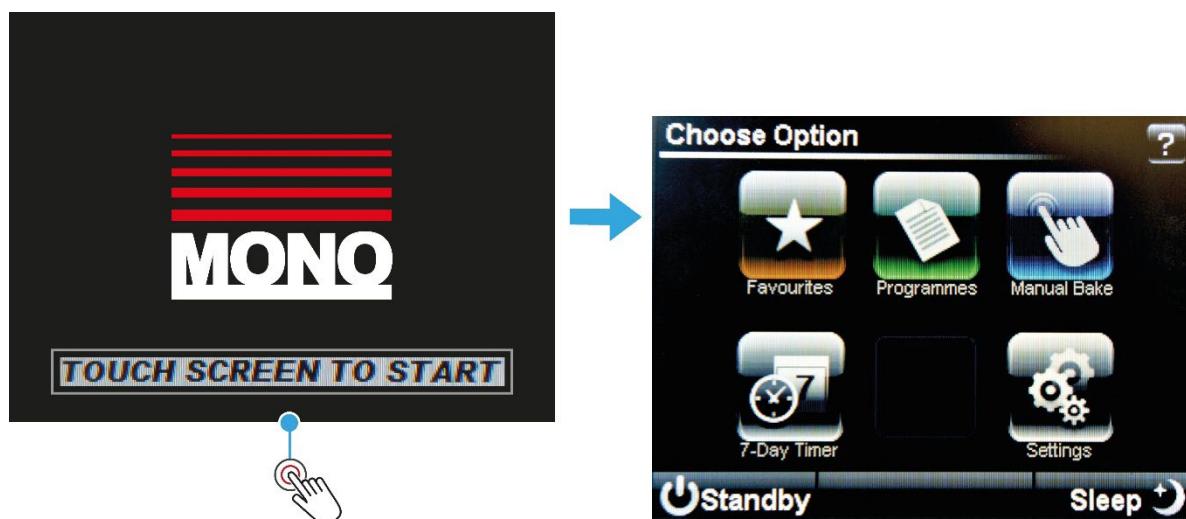 MONO
TOUCH SCREEN TO START
Choose Option
?
Favourites
Programmes
Manual Bake
7
7-Day Timer
Settings
Standby
Sleep